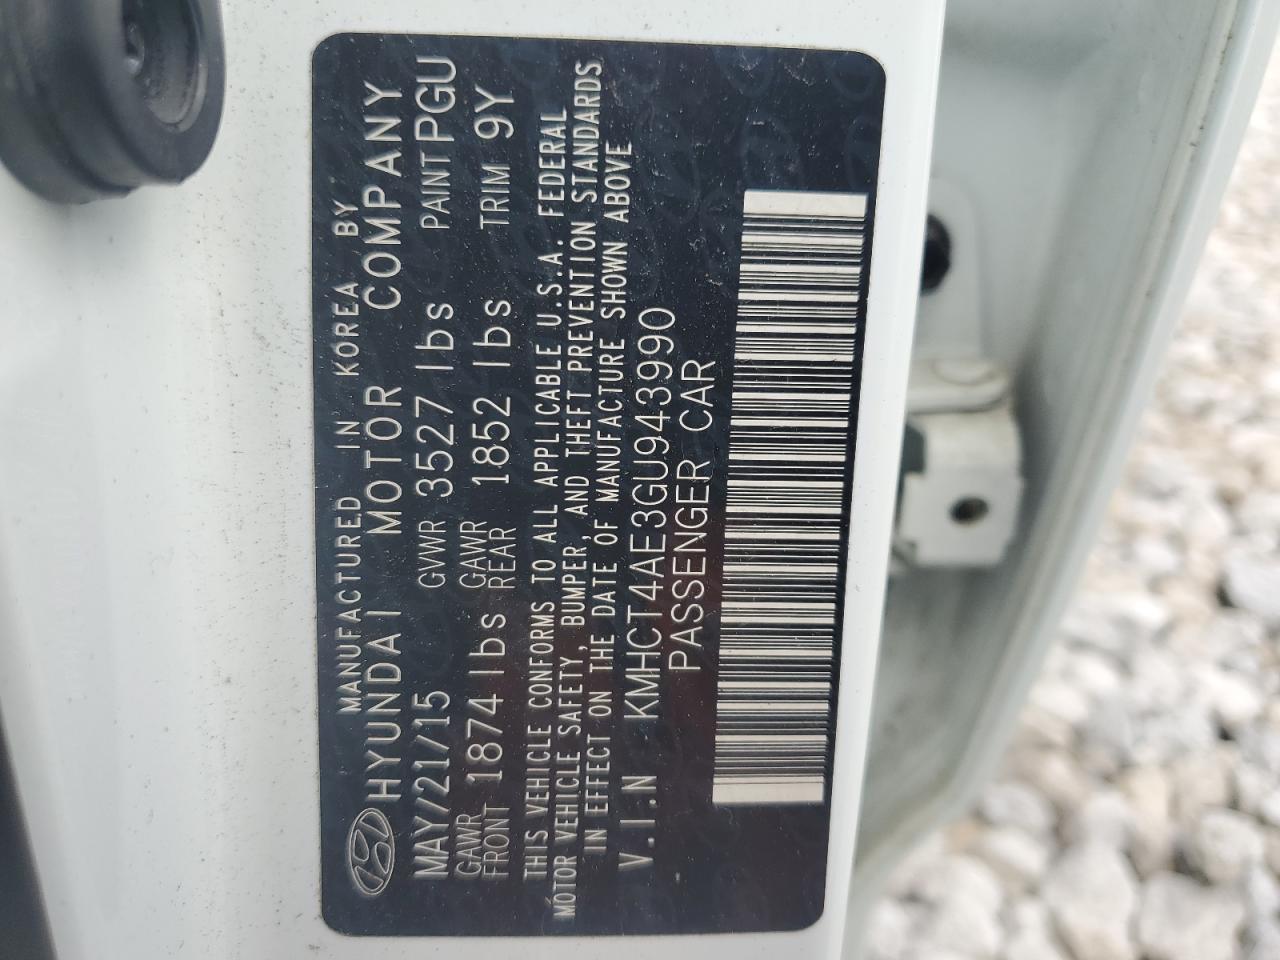 MANUFACTURED IN KOREA BY
HYUNDAI MOTOR COMPANY
MAY/21/15 GVWR 3527 lbs PAINT PGU
GAWR FRONT 1874 lbs GAWR REAR 1852 lbs TRIM 9Y
THIS VEHICLE CONFORMS TO ALL APPLICABLE U.S.A. FEDERAL
MOTOR VEHICLE SAFETY, BUMPER, AND THEFT PREVENTION STANDARDS
IN EFFECT ON THE DATE OF MANUFACTURE SHOWN ABOVE
V.I.N KMHCT4AE3GU943990
PASSENGER CAR